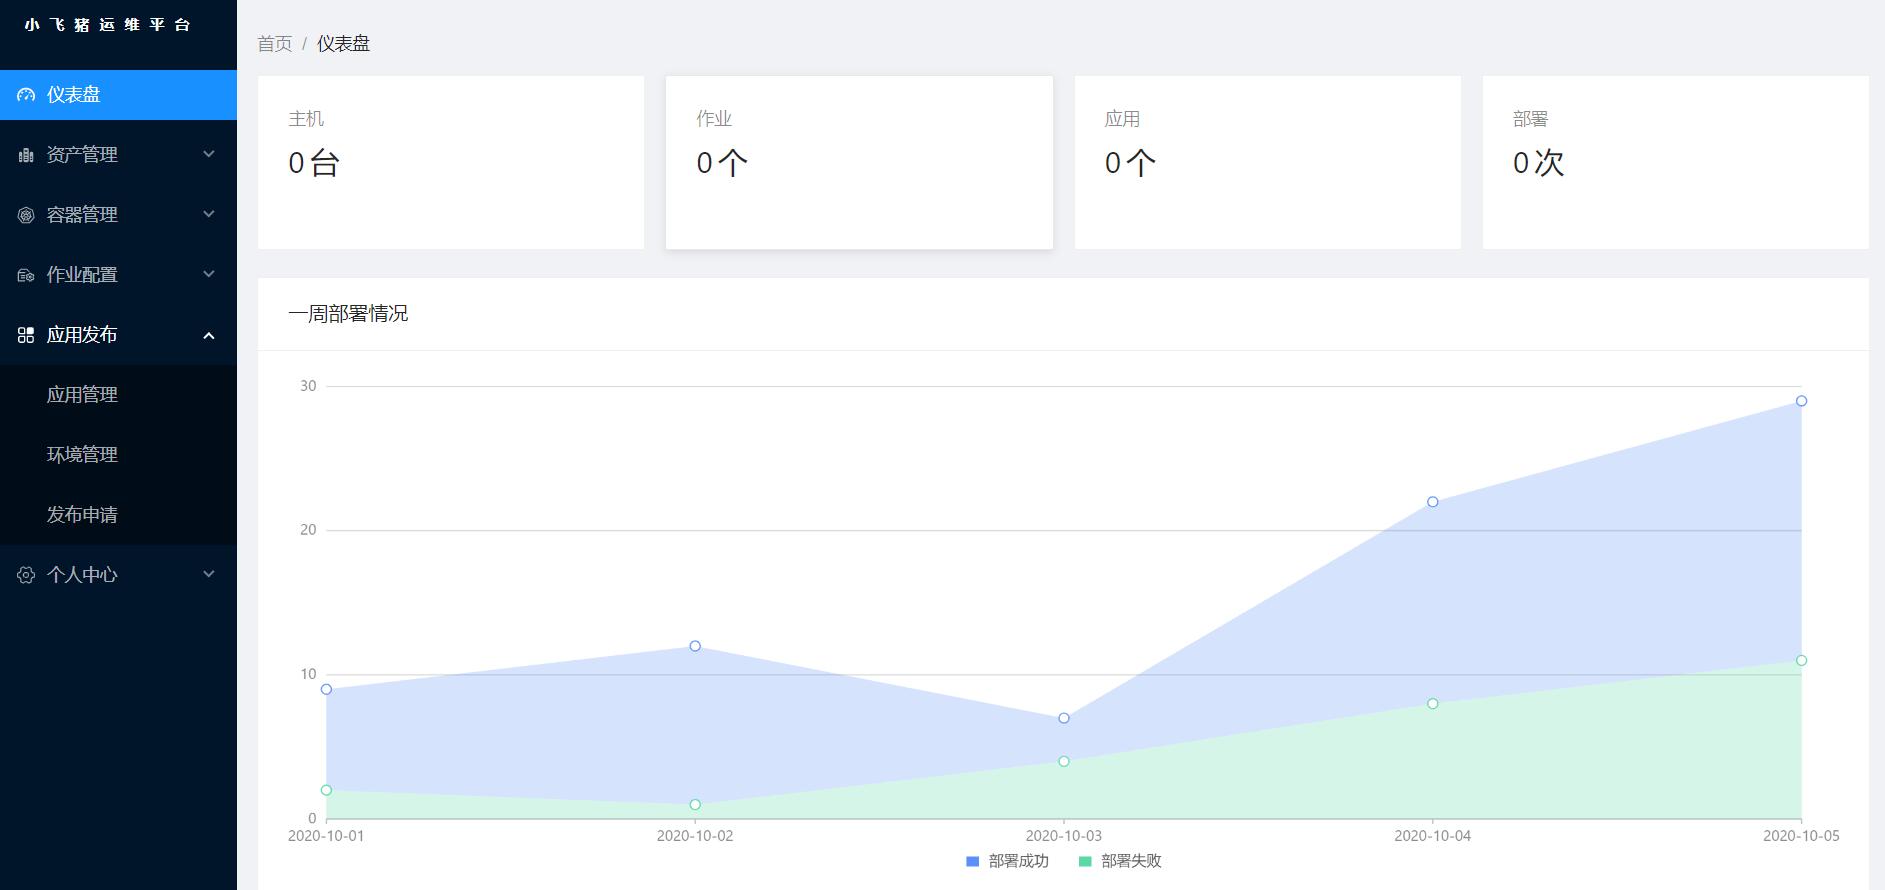 小飞猪运维平台
仪表盘
资产管理
容器管理
作业配置
应用发布
应用管理
环境管理
发布申请
个人中心
首页 / 仪表盘
主机
0台
作业
0个
应用
0个
部署
0次
一周部署情况
30
20
10
0
2020-10-01 2020-10-02 2020-10-03 2020-10-04 2020-10-05
部署成功 部署失败